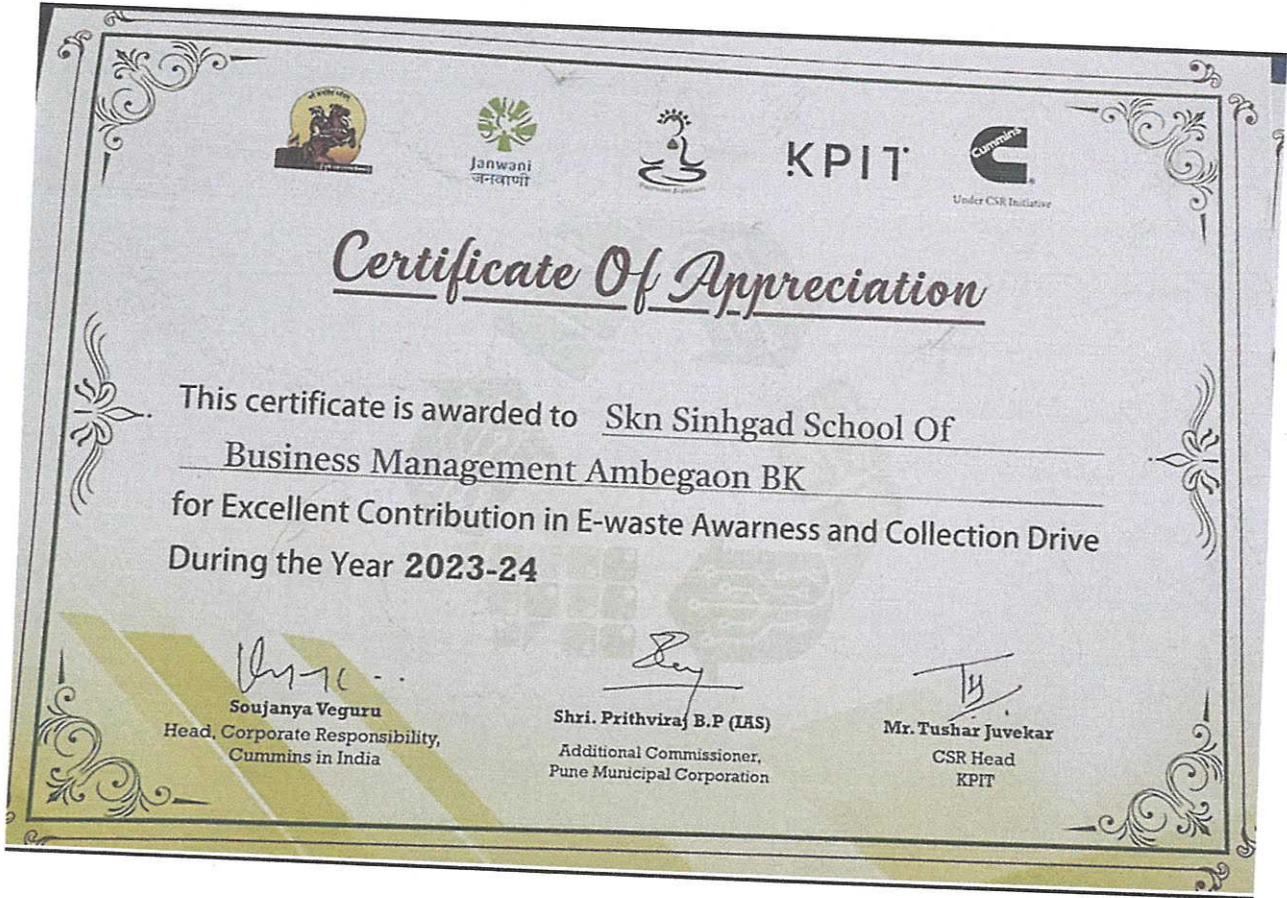 Janwani
जनवाणी
KPIT
Cummins
Under CSR Initiative
Certificate Of Appreciation
This certificate is awarded to Skn Sinhgad School Of
Business Management Ambegaon BK
for Excellent Contribution in E-waste Awarness and Collection Drive
During the Year 2023-24
Soujanya Veguru
Head, Corporate Responsibility,
Cummins in India
Shri. Prithviraj B.P (IAS)
Additional Commissioner,
Pune Municipal Corporation
Mr. Tushar Juvekar
CSR Head
KPIT